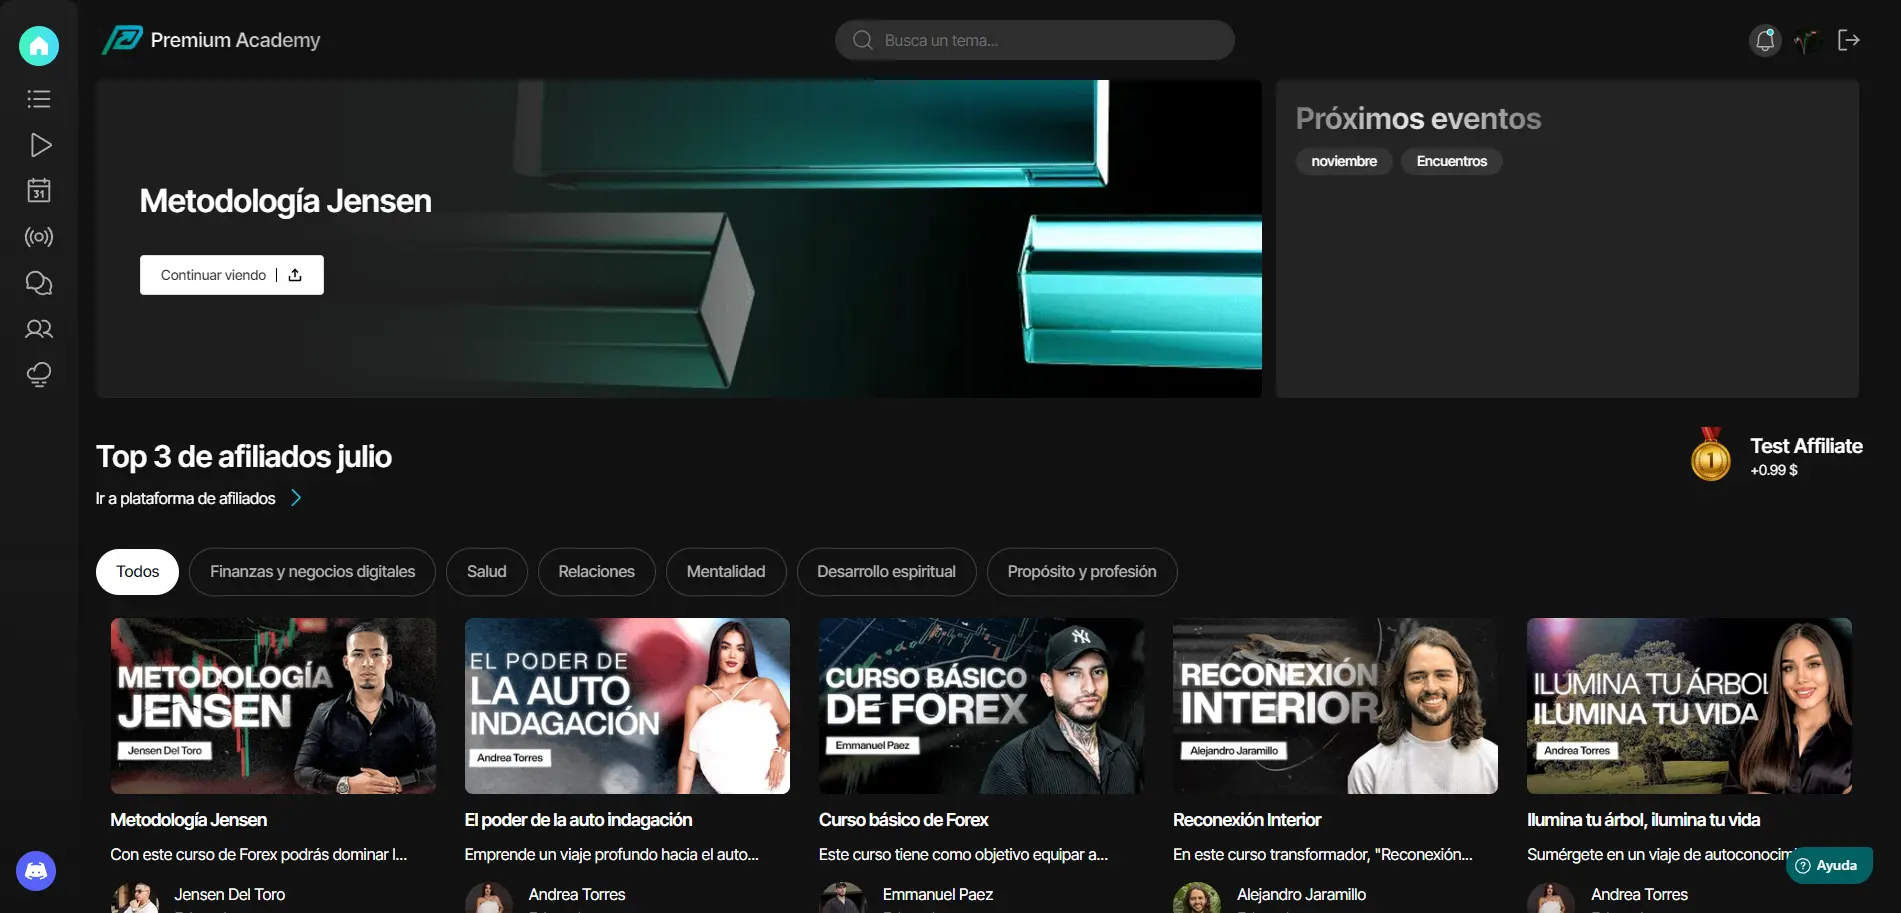 Premium Academy
Busca un tema...
31
Metodología Jensen
Continuar viendo
Próximos eventos
noviembre
Encuentros
Top 3 de afiliados julio
Ir a plataforma de afiliados
1
Test Affiliate
+0.99 $
Todos
Finanzas y negocios digitales
Salud
Relaciones
Mentalidad
Desarrollo espiritual
Propósito y profesión
METODOLOGÍA
JENSEN
Jensen Del Toro
EL PODER DE
LA AUTO
INDAGACIÓN
Andrea Torres
CURSO BÁSICO
DE FOREX
Emmanuel Paez
NY
RECONEXIÓN
INTERIOR
Alejandro Jaramillo
ILUMINA TU ÁRBOL
ILUMINA TU VIDA
Andrea Torres
Metodología Jensen
Con este curso de Forex podrás dominar l...
Jensen Del Toro
El poder de la auto indagación
Emprende un viaje profundo hacia el auto...
Andrea Torres
Curso básico de Forex
Este curso tiene como objetivo equipar a...
Emmanuel Paez
Reconexión Interior
En este curso transformador, "Reconexión...
Alejandro Jaramillo
Ilumina tu árbol, ilumina tu vida
Sumérgete en un viaje de autoconocim
Andrea Torres
Ayuda